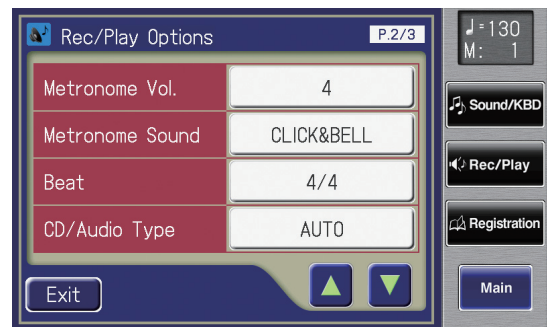 Rec/Play Options P.2/3
Metronome Vol. 4
Metronome Sound CLICK&BELL
Beat 4/4
CD/Audio Type AUTO
Exit
♩=130
M: 1
Sound/KBD
Rec/Play
Registration
Main